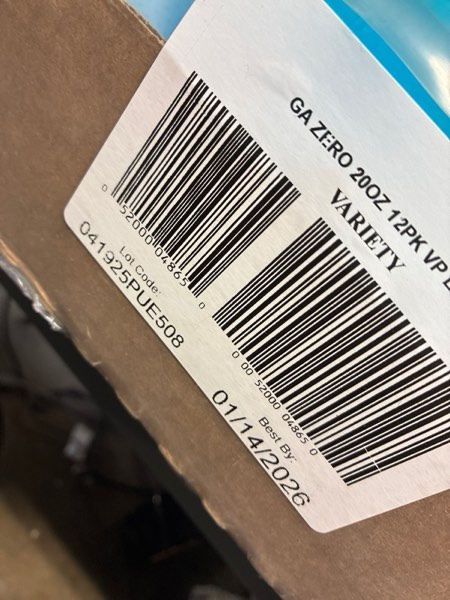 GA ZERO 20OZ 12PK VP
VARIETY
0 52000 04865 0
0 00 52000 04865 0
Lot Code:
041925PUE508
Best By:
01/14/2026